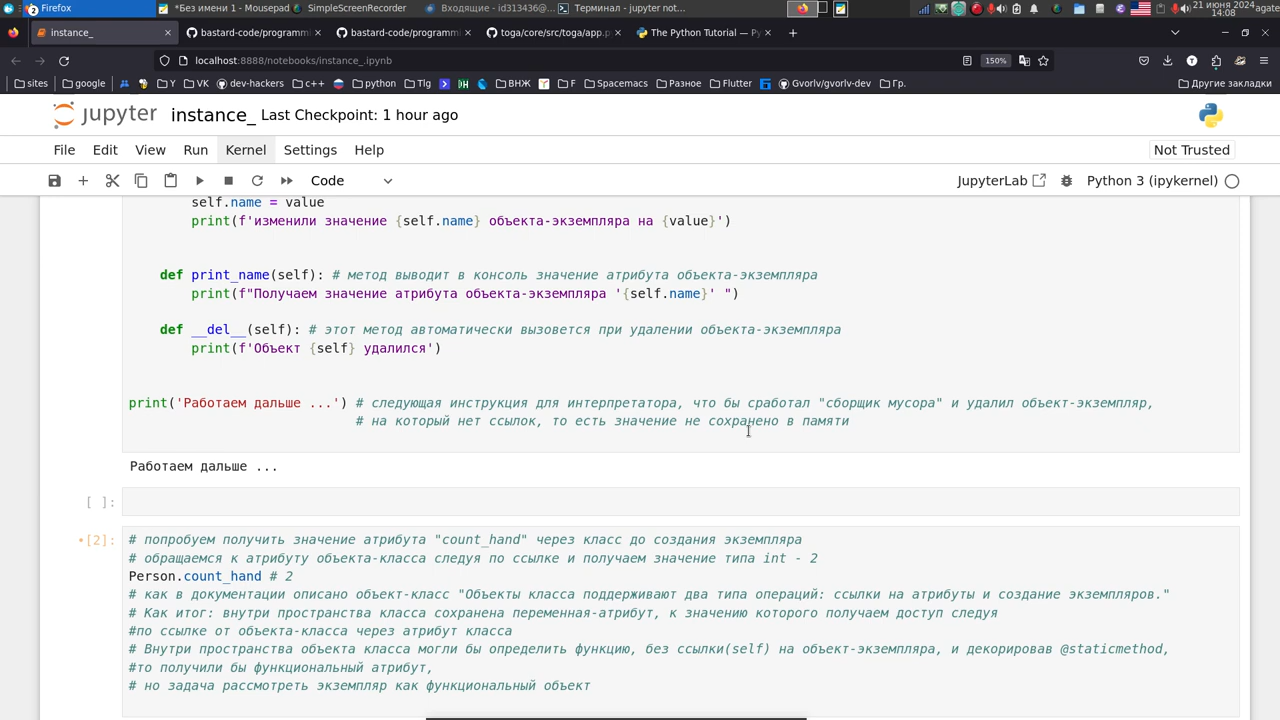 Firefox
2
*Без имени 1 - Mousepad
SimpleScreenRecorder
Входящие - id313436@...
Терминал - jupyter not...
21 июня 2024
14:08
agate
instance_
bastard-code/programmi
bastard-code/programmi
toga/core/src/toga/app.p
The Python Tutorial — Py
localhost:8888/notebooks/instance_.ipynb
150%
sites
google
Y
VK
dev-hackers
c++
python
Tlg
ВНЖ
F
Spacemacs
Разное
Flutter
Gvorlv/gvorlv-dev
Гр.
Другие закладки
jupyter
instance_ Last Checkpoint: 1 hour ago
File Edit View Run Kernel Settings Help
Not Trusted
Code
JupyterLab
Python 3 (ipykernel)
self.name = value
print(f'изменили значение {self.name} объекта-экземпляра на {value}')
def print_name(self): # метод выводит в консоль значение атрибута объекта-экземпляра
print(f"Получаем значение атрибута объекта-экземпляра '{self.name}' ")
def __del__(self): # этот метод автоматически вызовется при удалении объекта-экземпляра
print(f'Объект {self} удалился')
print('Работаем дальше ...') # следующая инструкция для интерпретатора, что бы сработал "сборщик мусора" и удалил объект-экземпляр,
# на который нет ссылок, то есть значение не сохранено в памяти
Работаем дальше ...
[ ]:
•[2]:
# попробуем получить значение атрибута "count_hand" через класс до создания экземпляра
# обращаемся к атрибуту объекта-класса следуя по ссылке и получаем значение типа int - 2
Person.count_hand # 2
# как в документации описано объект-класс "Объекты класса поддерживают два типа операций: ссылки на атрибуты и создание экземпляров."
# Как итог: внутри пространства класса сохранена переменная-атрибут, к значению которого получаем доступ следуя
#по ссылке от объекта-класса через атрибут класса
# Внутри пространства объекта класса могли бы определить функцию, без ссылки(self) на объект-экземпляра, и декорировав @staticmethod,
#то получили бы функциональный атрибут,
# но задача рассмотреть экземпляр как функциональный объект